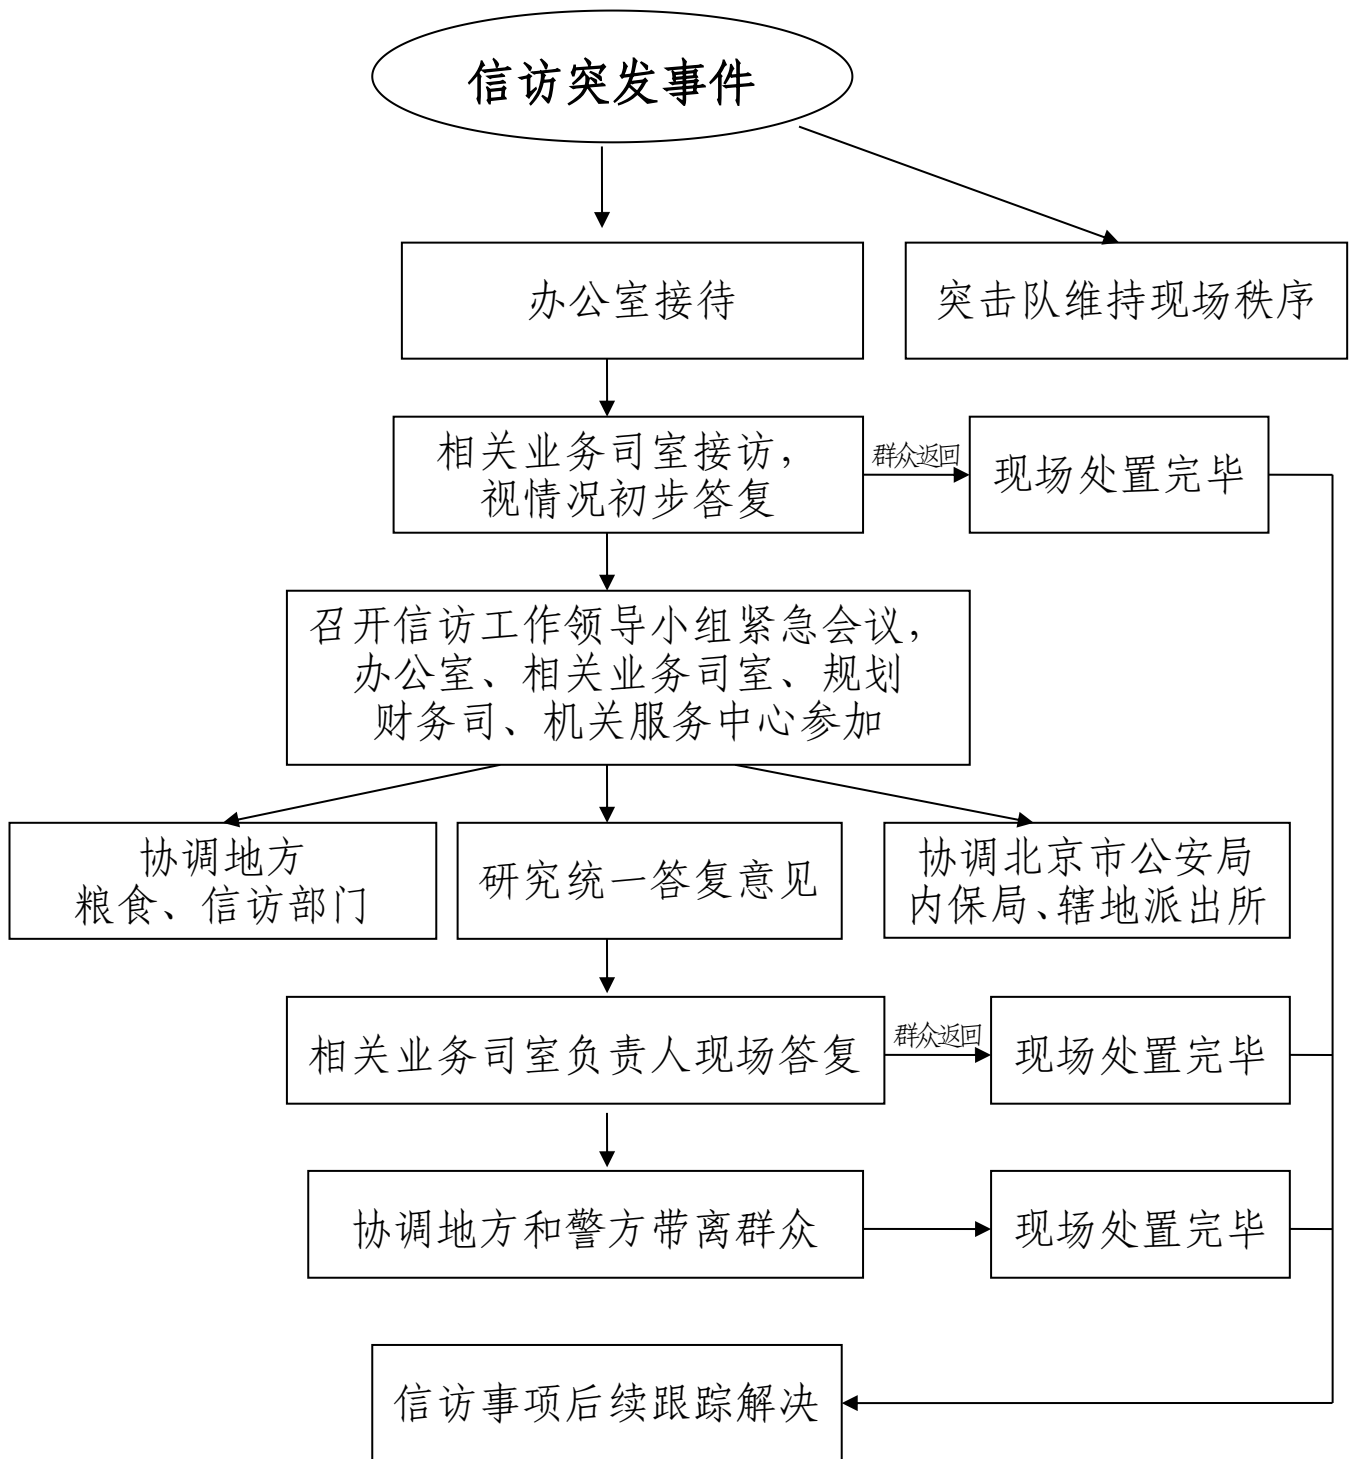 信访突发事件
办公室接待
突击队维持现场秩序
相关业务司室接访，
视情况初步答复
群众返回
现场处置完毕
召开信访工作领导小组紧急会议，
办公室、相关业务司室、规划
财务司、机关服务中心参加
协调地方
粮食、信访部门
研究统一答复意见
协调北京市公安局
内保局、辖地派出所
相关业务司室负责人现场答复
群众返回
现场处置完毕
协调地方和警方带离群众
现场处置完毕
信访事项后续跟踪解决